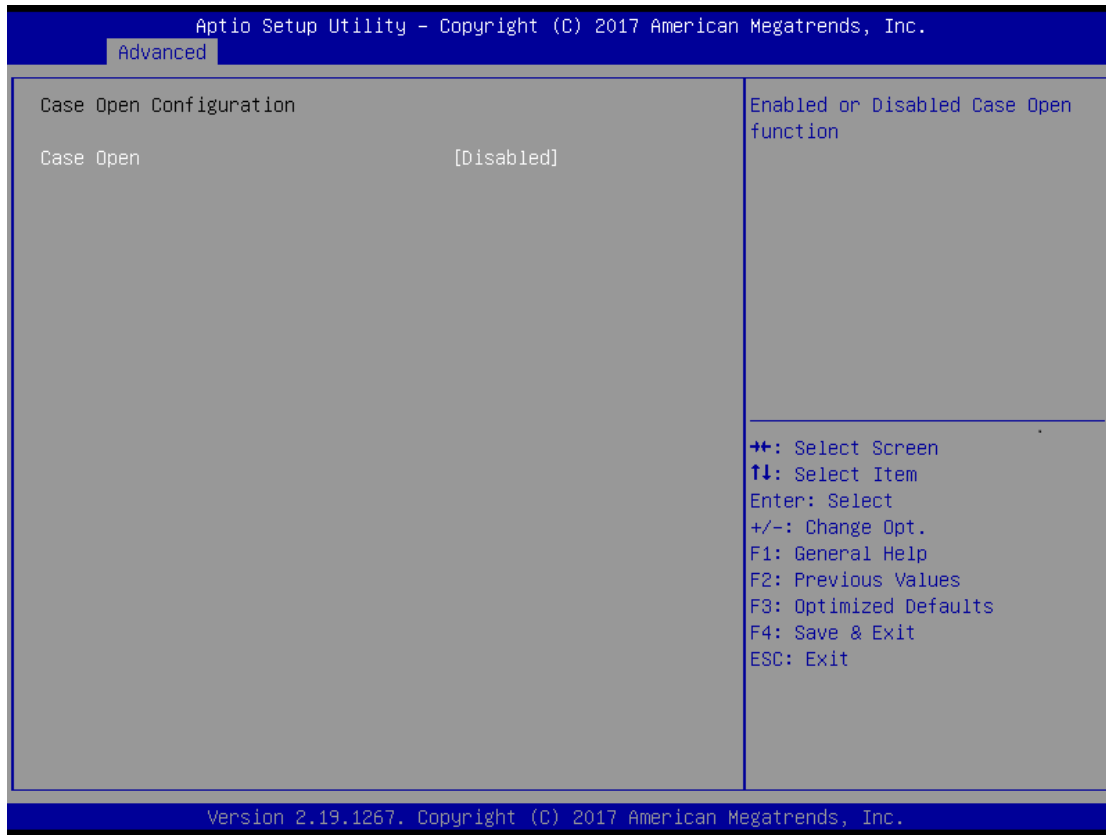 Aptio Setup Utility – Copyright (C) 2017 American Megatrends, Inc.
Advanced
Case Open Configuration
Case Open [Disabled]
Enabled or Disabled Case Open
function
→←: Select Screen
↑↓: Select Item
Enter: Select
+/-: Change Opt.
F1: General Help
F2: Previous Values
F3: Optimized Defaults
F4: Save & Exit
ESC: Exit
Version 2.19.1267. Copyright (C) 2017 American Megatrends, Inc.